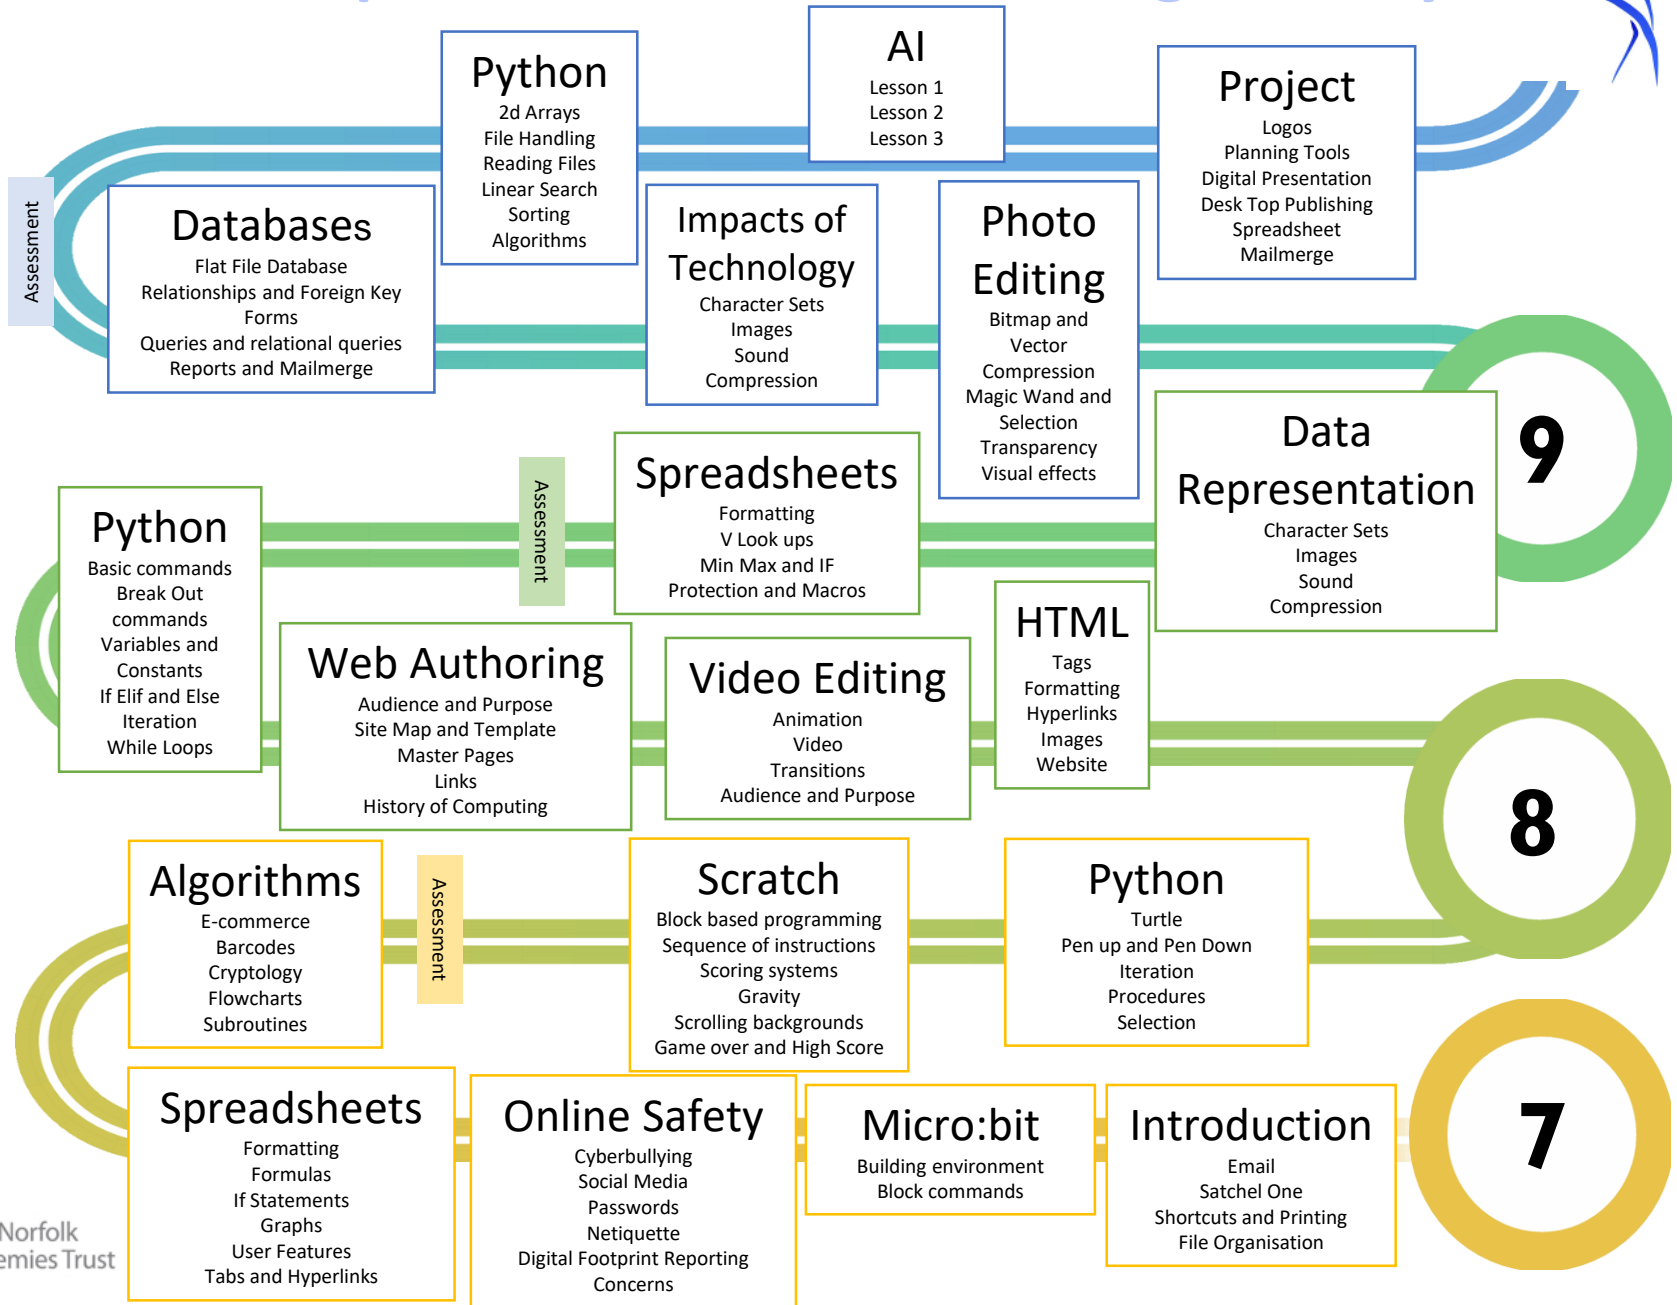 AI
Lesson 1
Lesson 2
Lesson 3
Python
2d Arrays
File Handling
Reading Files
Linear Search
Sorting
Algorithms
Project
Logos
Planning Tools
Digital Presentation
Desk Top Publishing
Spreadsheet
Mailmerge
Assessment
Databases
Flat File Database
Relationships and Foreign Key
Forms
Queries and relational queries
Reports and Mailmerge
Impacts of
Technology
Character Sets
Images
Sound
Compression
Photo
Editing
Bitmap and
Vector
Compression
Magic Wand and
Selection
Transparency
Visual effects
9
Data
Representation
Character Sets
Images
Sound
Compression
Spreadsheets
Formatting
V Look ups
Min Max and IF
Protection and Macros
Assessment
Python
Basic commands
Break Out
commands
Variables and
Constants
If Elif and Else
Iteration
While Loops
Web Authoring
Audience and Purpose
Site Map and Template
Master Pages
Links
History of Computing
Video Editing
Animation
Video
Transitions
Audience and Purpose
HTML
Tags
Formatting
Hyperlinks
Images
Website
8
Algorithms
E-commerce
Barcodes
Cryptology
Flowcharts
Subroutines
Assessment
Scratch
Block based programming
Sequence of instructions
Scoring systems
Gravity
Scrolling backgrounds
Game over and High Score
Python
Turtle
Pen up and Pen Down
Iteration
Procedures
Selection
Spreadsheets
Formatting
Formulas
If Statements
Graphs
User Features
Tabs and Hyperlinks
Online Safety
Cyberbullying
Social Media
Passwords
Netiquette
Digital Footprint Reporting
Concerns
Micro:bit
Building environment
Block commands
Introduction
Email
Satchel One
Shortcuts and Printing
File Organisation
7
Norfolk
emies Trust